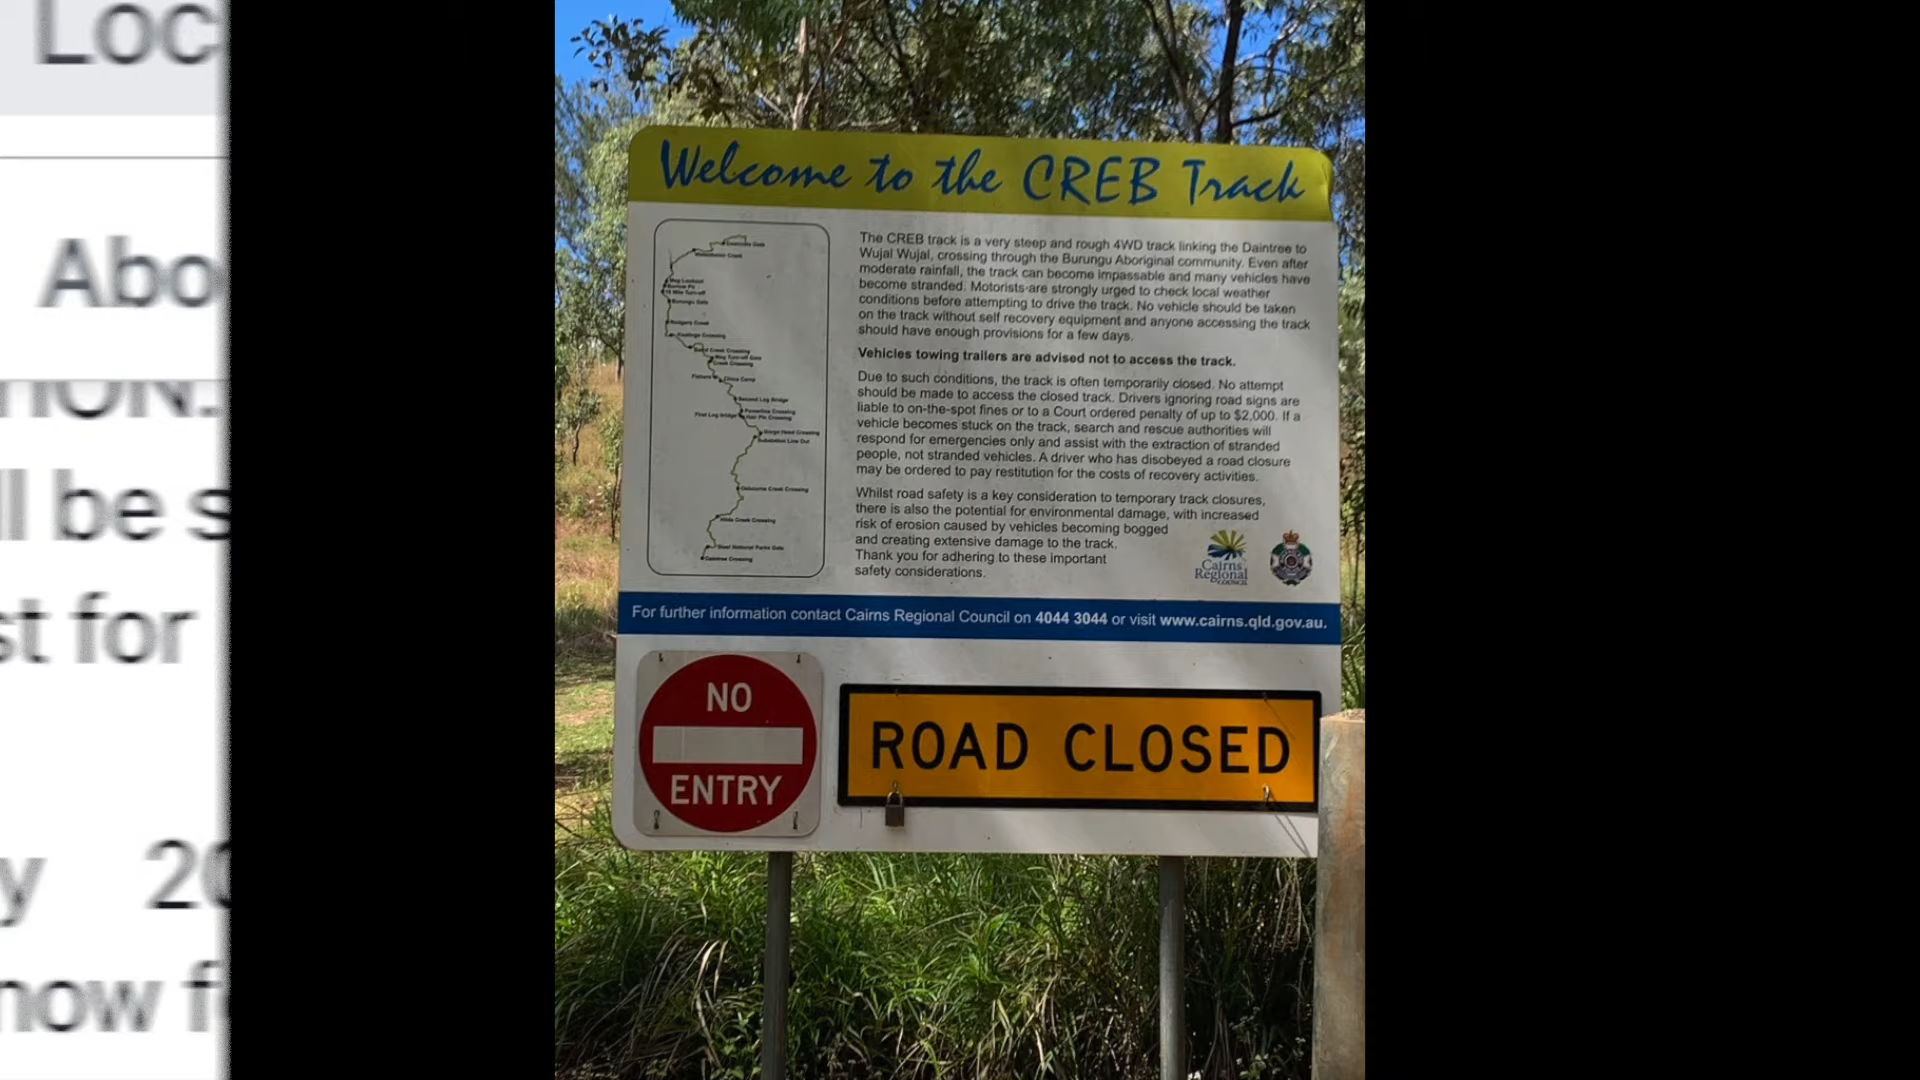 Loc
Abo
ll be s
st for
y 20
now f
Welcome to the CREB Track
The CREB track is a very steep and rough 4WD track linking the Daintree to
Wujal Wujal, crossing through the Burungu Aboriginal community. Even after
moderate rainfall, the track can become impassable and many vehicles have
become stranded. Motorists are strongly urged to check local weather
conditions before attempting to drive the track. No vehicle should be taken
on the track without self recovery equipment and anyone accessing the track
should have enough provisions for a few days.
Vehicles towing trailers are advised not to access the track.
Due to such conditions, the track is often temporarily closed. No attempt
should be made to access the closed track. Drivers ignoring road signs are
liable to on-the-spot fines or to a Court ordered penalty of up to $2,000. If a
vehicle becomes stuck on the track, search and rescue authorities will
respond for emergencies only and assist with the extraction of stranded
people, not stranded vehicles. A driver who has disobeyed a road closure
may be ordered to pay restitution for the costs of recovery activities.
Whilst road safety is a key consideration to temporary track closures,
there is also the potential for environmental damage, with increased
risk of erosion caused by vehicles becoming bogged
and creating extensive damage to the track.
Thank you for adhering to these important
safety considerations.
Cairns
Regional
COUNCIL
For further information contact Cairns Regional Council on 4044 3044 or visit www.cairns.qld.gov.au.
NO
ENTRY
ROAD CLOSED